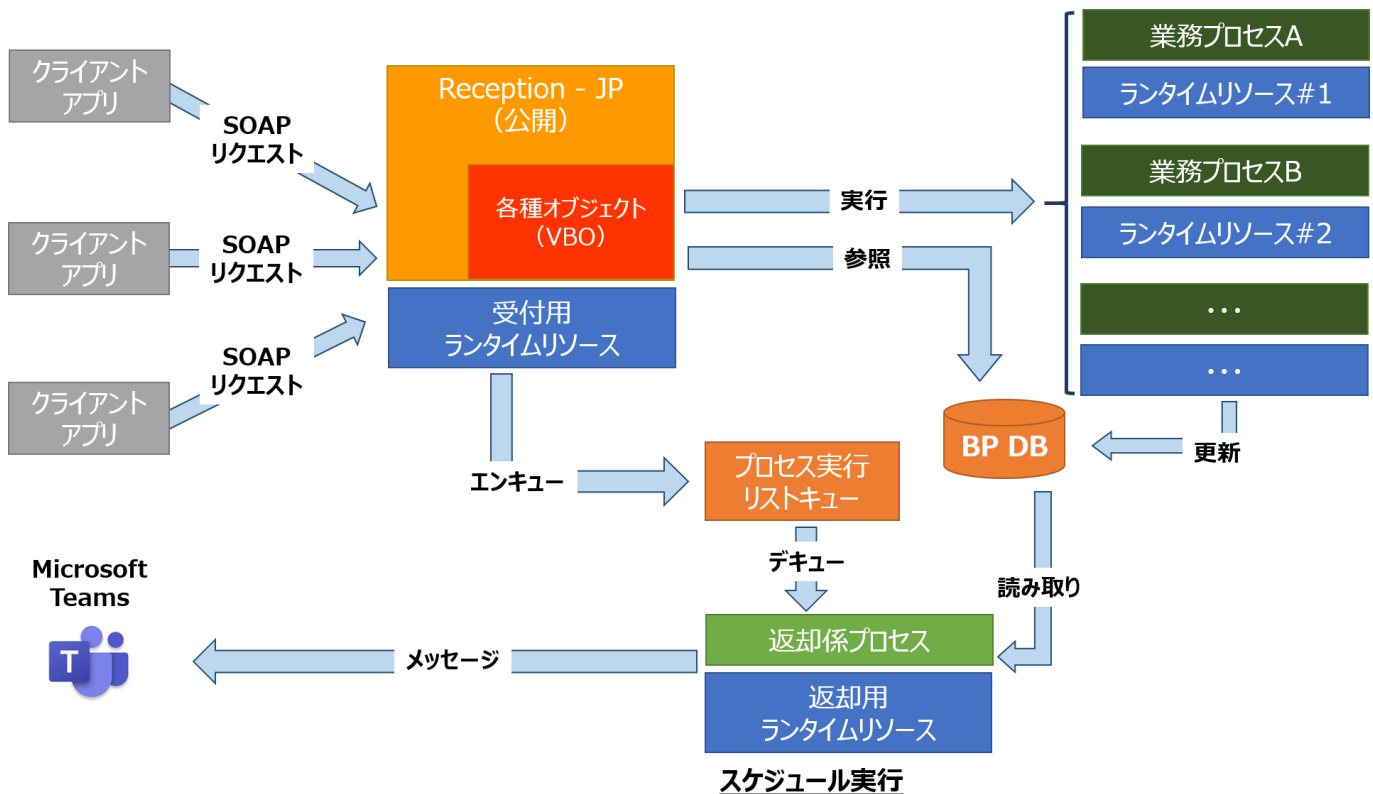 クライアント
アプリ
SOAP
リクエスト
クライアント
アプリ
SOAP
リクエスト
クライアント
アプリ
SOAP
リクエスト
Reception - JP
（公開）
各種オブジェクト
（VBO）
受付用
ランタイムリソース
実行
参照
業務プロセスA
ランタイムリソース#1
業務プロセスB
ランタイムリソース#2
・・・
・・・
更新
BP DB
エンキュー
プロセス実行
リストキュー
デキュー
読み取り
返却係プロセス
返却用
ランタイムリソース
スケジュール実行
メッセージ
Microsoft
Teams
T